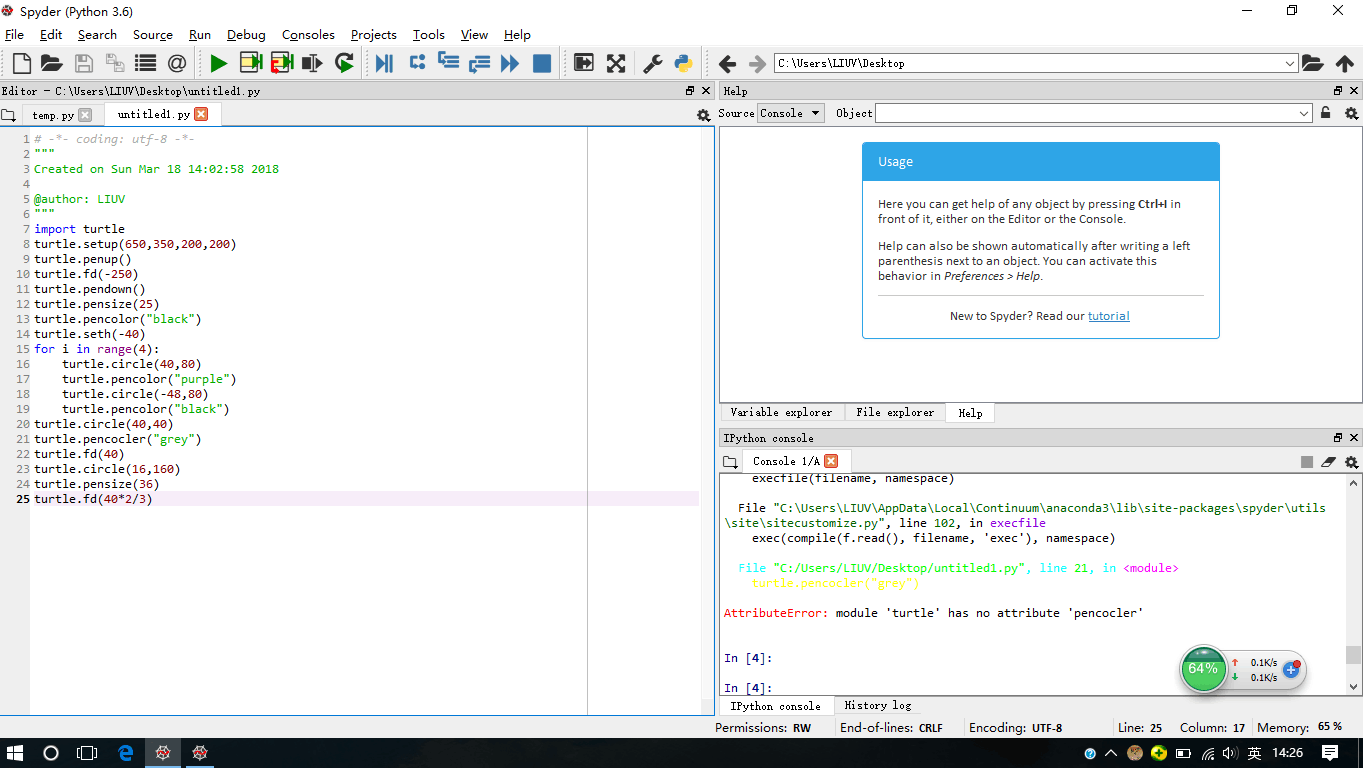 Spyder (Python 3.6)
File Edit Search Source Run Debug Consoles Projects Tools View Help
C:\Users\LIUV\Desktop
Editor - C:\Users\LIUV\Desktop\untitled1.py
temp.py untitled1.py
1 # -*- coding: utf-8 -*-
2 """
3 Created on Sun Mar 18 14:02:58 2018
4
5 @author: LIUV
6 """
7 import turtle
8 turtle.setup(650,350,200,200)
9 turtle.penup()
10 turtle.fd(-250)
11 turtle.pendown()
12 turtle.pensize(25)
13 turtle.pencolor("black")
14 turtle.seth(-40)
15 for i in range(4):
16     turtle.circle(40,80)
17     turtle.pencolor("purple")
18     turtle.circle(-48,80)
19     turtle.pencolor("black")
20 turtle.circle(40,40)
21 turtle.pencocler("grey")
22 turtle.fd(40)
23 turtle.circle(16,160)
24 turtle.pensize(36)
25 turtle.fd(40*2/3)
Help
Source Console Object
Usage
Here you can get help of any object by pressing Ctrl+I in
front of it, either on the Editor or the Console.
Help can also be shown automatically after writing a left
parenthesis next to an object. You can activate this
behavior in Preferences > Help.
New to Spyder? Read our tutorial
Variable explorer File explorer Help
IPython console
Console 1/A
execfile(filename, namespace)
File "C:\Users\LIUV\AppData\Local\Continuum\anaconda3\lib\site-packages\spyder\utils
\site\sitecustomize.py", line 102, in execfile
exec(compile(f.read(), filename, 'exec'), namespace)
File "C:/Users/LIUV/Desktop/untitled1.py", line 21, in <module>
turtle.pencocler("grey")
AttributeError: module 'turtle' has no attribute 'pencocler'
In [4]:
In [4]:
64%
0.1K/s
0.1K/s
IPython console History log
Permissions: RW End-of-lines: CRLF Encoding: UTF-8 Line: 25 Column: 17 Memory: 65 %
英 14:26